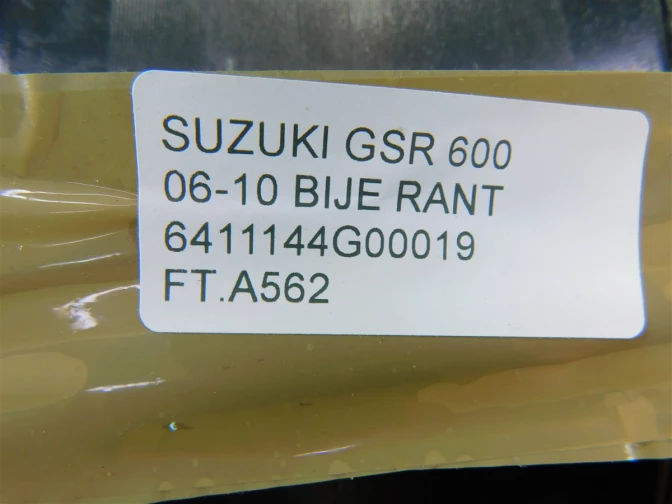 SUZUKI GSR 600
06-10 BIJE RANT
6411144G00019
FT.A562